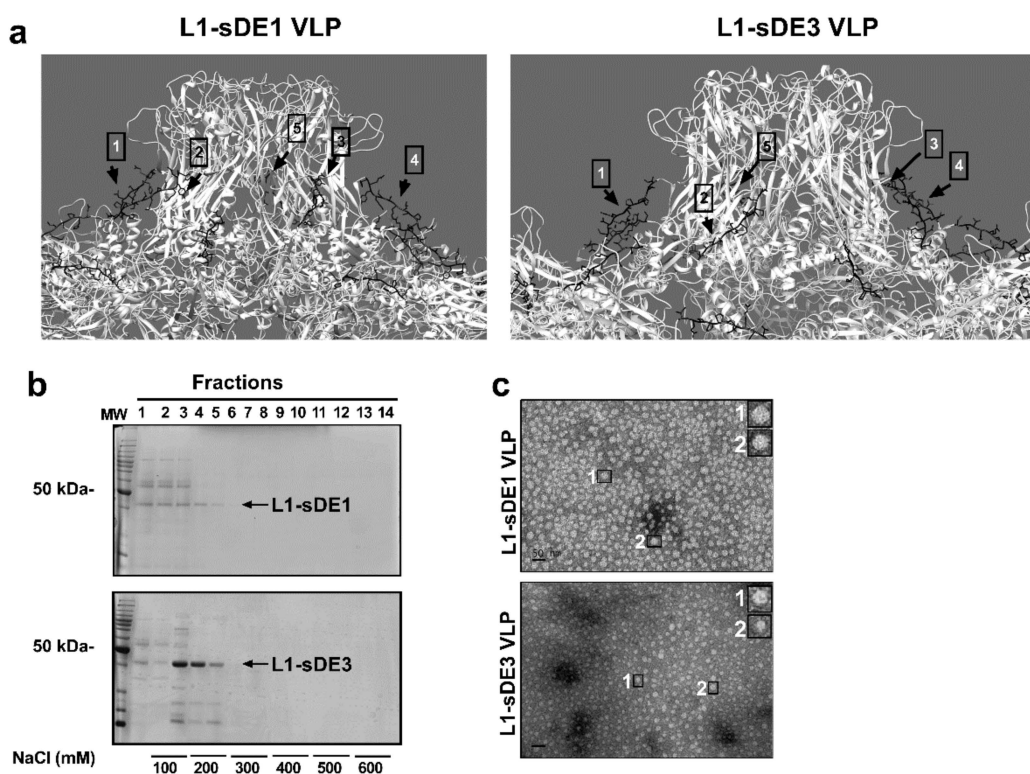 a
L1-sDE1 VLP
L1-sDE3 VLP
1
2
5
3
4
1
2
5
3
4
b
Fractions
MW 1 2 3 4 5 6 7 8 9 10 11 12 13 14
50 kDa-
L1-sDE1
50 kDa-
L1-sDE3
NaCl (mM)
100 200 300 400 500 600
c
L1-sDE1 VLP
1
2
1
2
50 nm
L1-sDE3 VLP
1
2
1
2